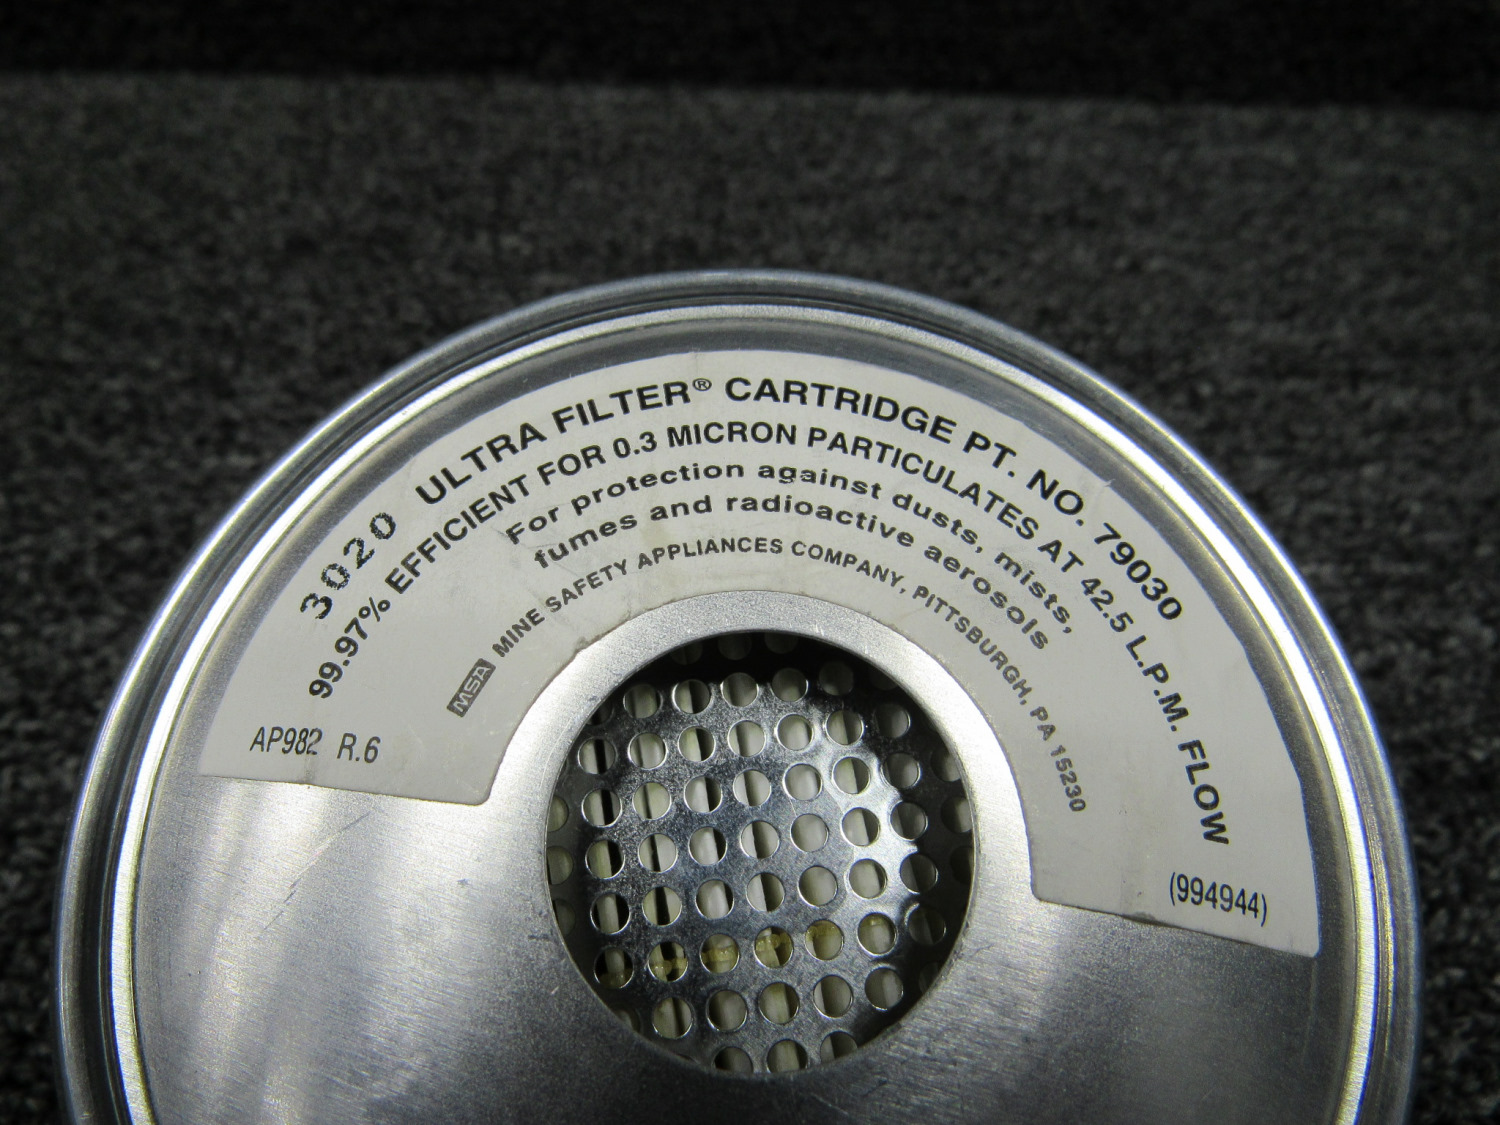 3020 ULTRA FILTER® CARTRIDGE PT. NO. 79030
99.97% EFFICIENT FOR 0.3 MICRON PARTICULATES AT 42.5 L.P.M. FLOW
For protection against dusts, mists,
fumes and radioactive aerosols
MSA MINE SAFETY APPLIANCES COMPANY, PITTSBURGH, PA 15230
AP982 R.6
(994944)